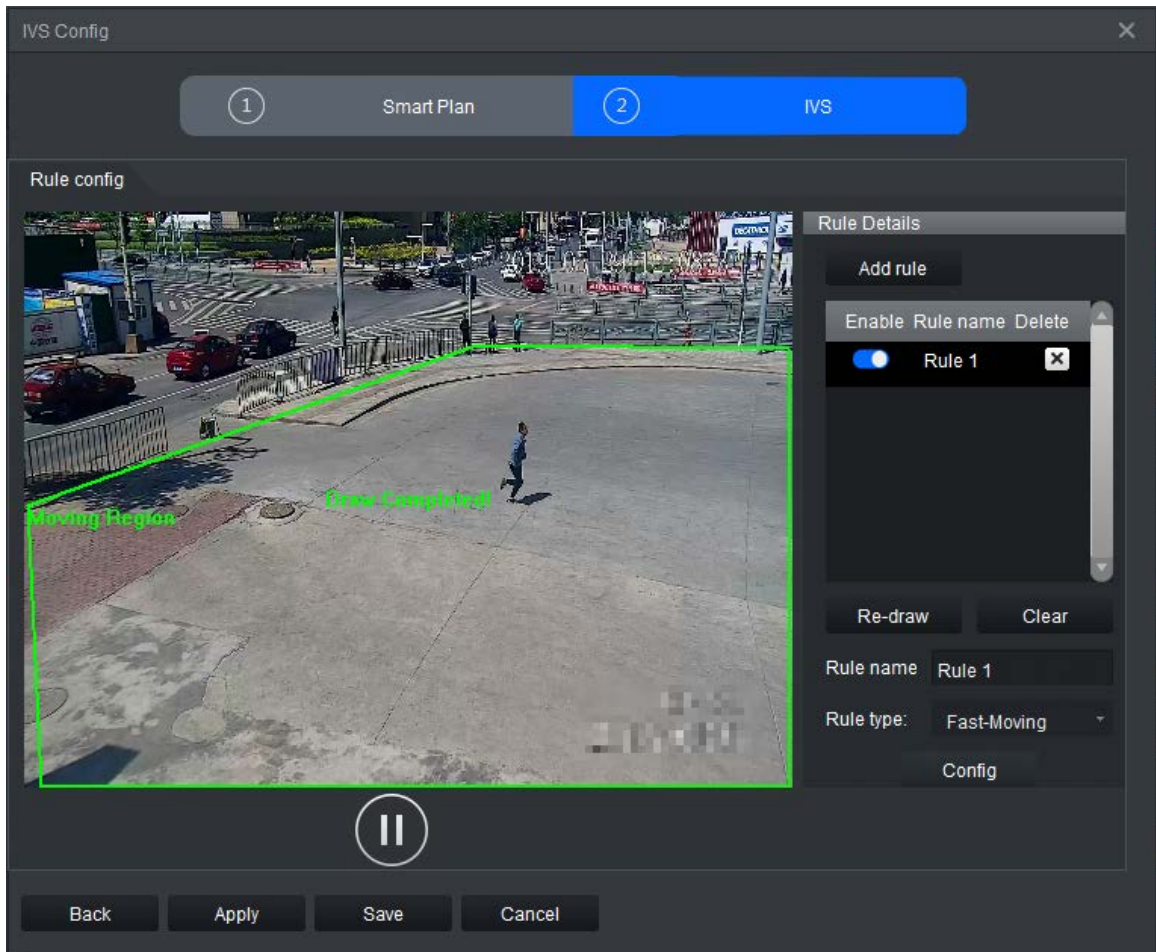 IVS Config
1 Smart Plan 2 IVS
Rule config
Rule Details
Add rule
Enable Rule name Delete
Rule 1
Re-draw Clear
Rule name Rule 1
Rule type: Fast-Moving
Config
Moving Region
Draw Completed!
Back Apply Save Cancel